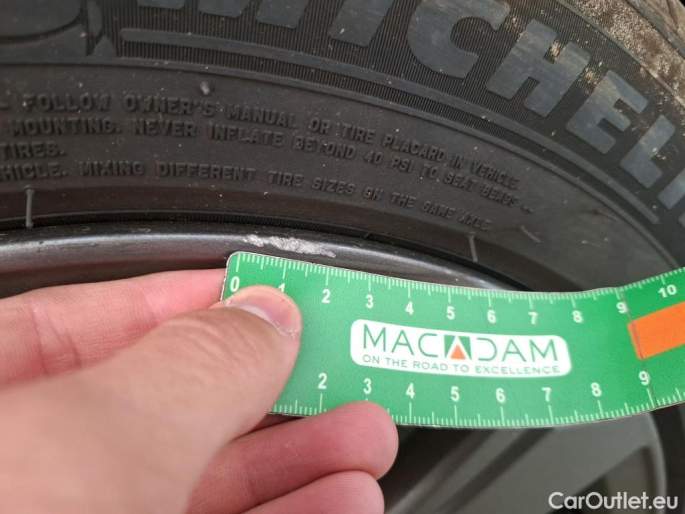 MICHELIN
FOLLOW OWNER'S MANUAL OR TIRE PLACARD IN VEHICLE.
MOUNTING. NEVER INFLATE BEYOND 40 PSI TO SEAT BEADS
TIRES.
VEHICLE. MIXING DIFFERENT TIRE SIZES ON THE SAME AXLE
0 1 2 3 4 5 6 7 8 9 10
MACADAM
ON THE ROAD TO EXCELLENCE
2 3 4 5 6 7 8 9
CarOutlet.eu